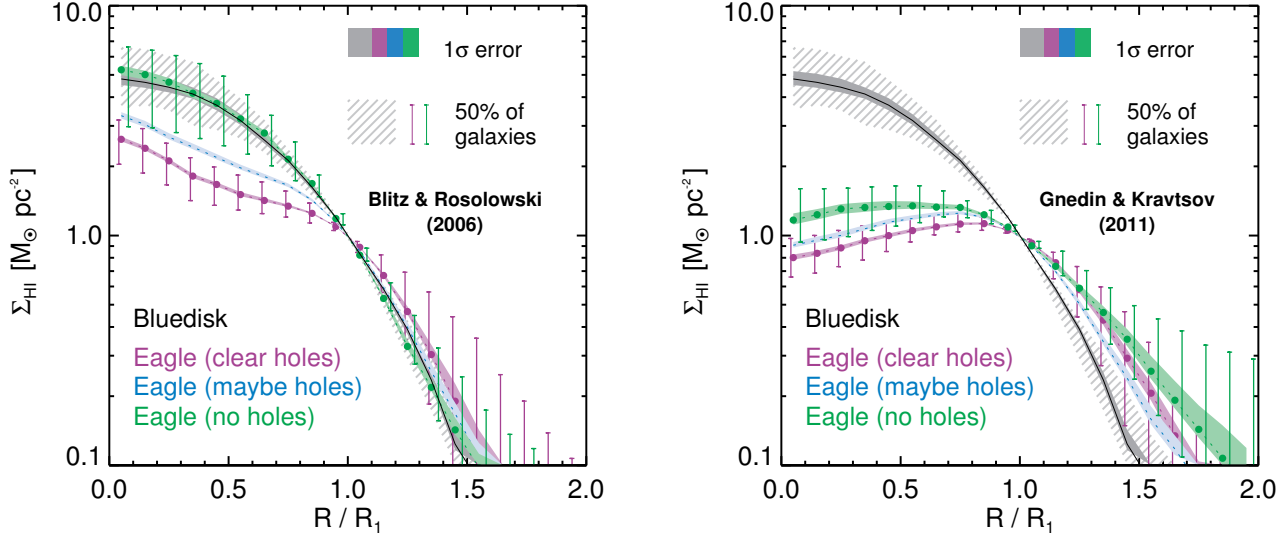 10.0
1.0
0.1
Σ_HI [M_⊙ pc^-2]
1σ error
50% of
galaxies
Blitz & Rosolowski
(2006)
Bluedisk
Eagle (clear holes)
Eagle (maybe holes)
Eagle (no holes)
0.0 0.5 1.0 1.5 2.0
R / R_1
10.0
1.0
0.1
Σ_HI [M_⊙ pc^-2]
1σ error
50% of
galaxies
Gnedin & Kravtsov
(2011)
Bluedisk
Eagle (clear holes)
Eagle (maybe holes)
Eagle (no holes)
0.0 0.5 1.0 1.5 2.0
R / R_1